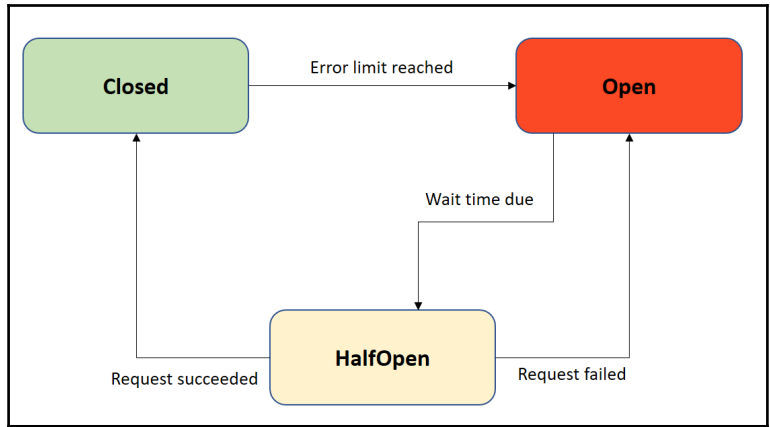 Closed
Error limit reached
Open
Wait time due
HalfOpen
Request succeeded
Request failed